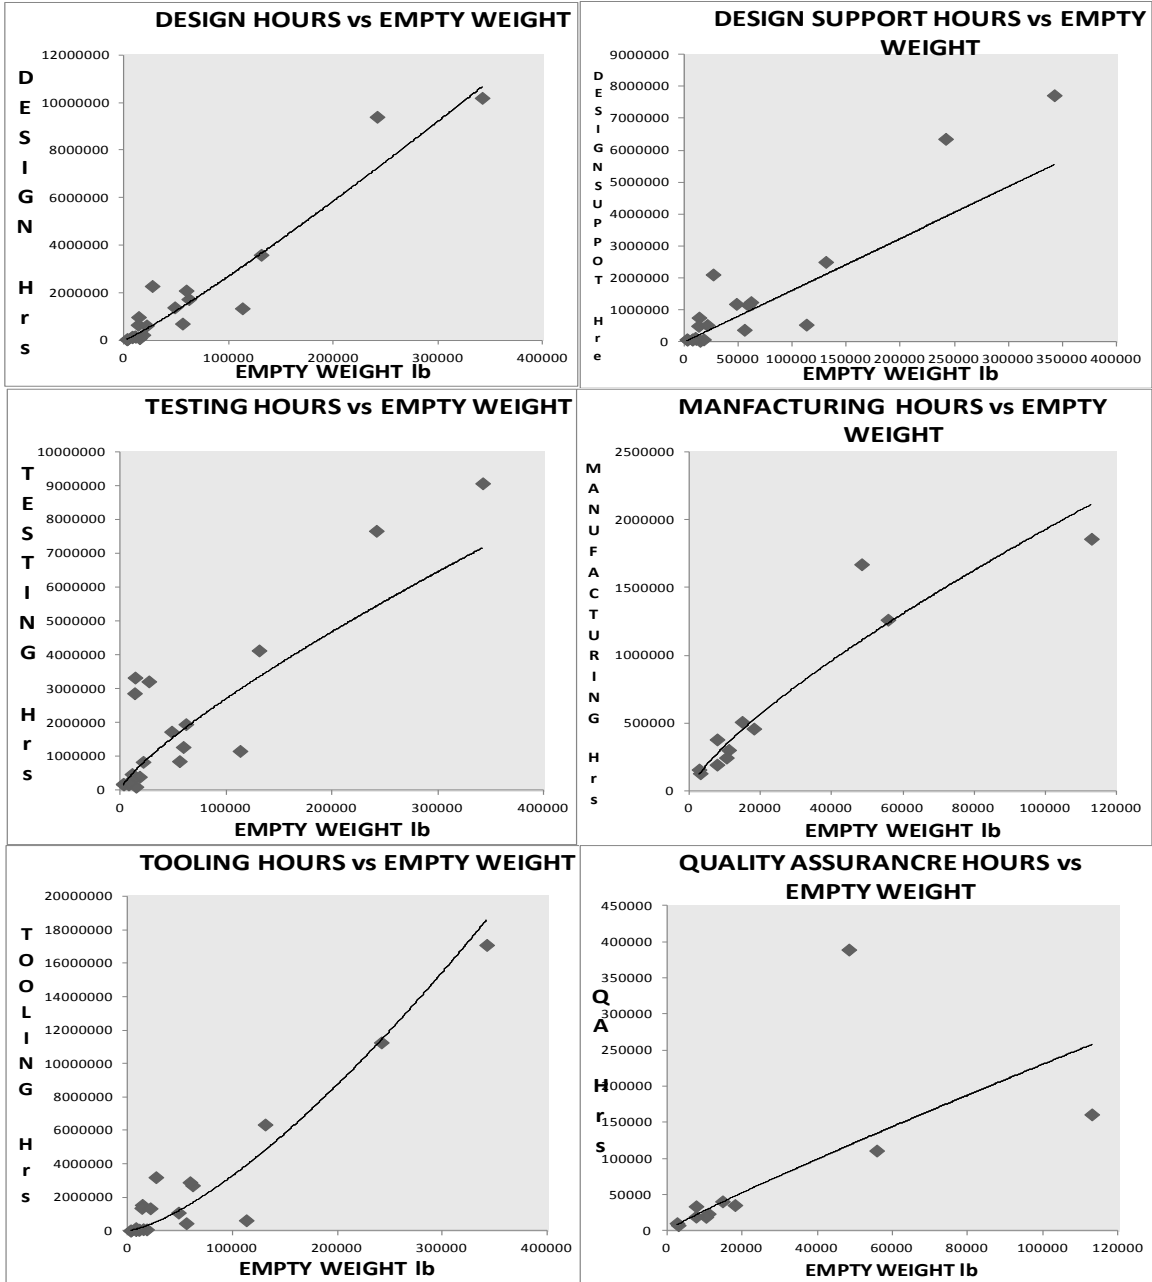 DESIGN HOURS vs EMPTY WEIGHT
12000000
10000000
8000000
6000000
4000000
2000000
0
DESIGN Hrs
0 100000 200000 300000 400000
EMPTY WEIGHT lb
DESIGN SUPPORT HOURS vs EMPTY
WEIGHT
9000000
8000000
7000000
6000000
5000000
4000000
3000000
2000000
1000000
0
DESIGN SUPPOT Hre
0 50000 100000 150000 200000 250000 300000 350000 400000
EMPTY WEIGHT lb
TESTING HOURS vs EMPTY WEIGHT
10000000
9000000
8000000
7000000
6000000
5000000
4000000
3000000
2000000
1000000
0
TESTING Hrs
0 100000 200000 300000 400000
EMPTY WEIGHT lb
MANFACTURING HOURS vs EMPTY
WEIGHT
2500000
2000000
1500000
1000000
500000
0
MANUFACTURING Hrs
0 20000 40000 60000 80000 100000 120000
EMPTY WEIGHT lb
TOOLING HOURS vs EMPTY WEIGHT
20000000
18000000
16000000
14000000
12000000
10000000
8000000
6000000
4000000
2000000
0
TOOLING Hrs
0 100000 200000 300000 400000
EMPTY WEIGHT lb
QUALITY ASSURANCRE HOURS vs
EMPTY WEIGHT
450000
400000
350000
300000
250000
200000
150000
100000
50000
0
QA Hrs
0 20000 40000 60000 80000 100000 120000
EMPTY WEIGHT lb